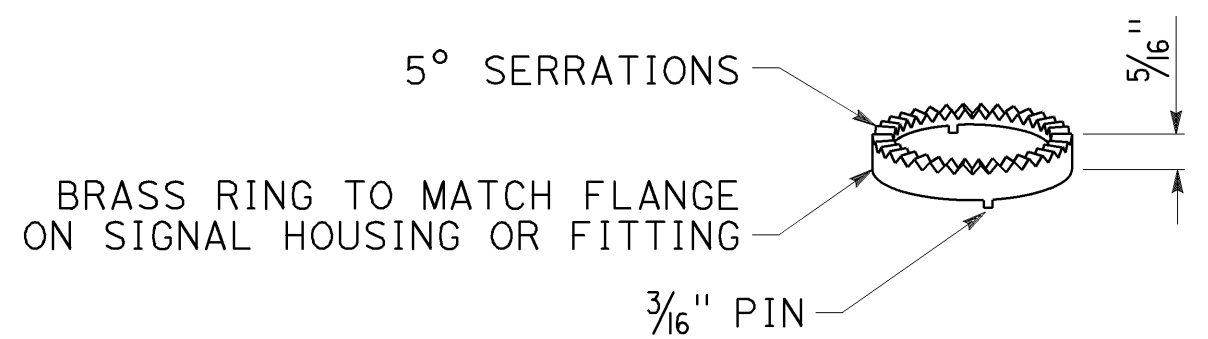 5/16"
5° SERRATIONS
BRASS RING TO MATCH FLANGE
ON SIGNAL HOUSING OR FITTING
3/16" PIN